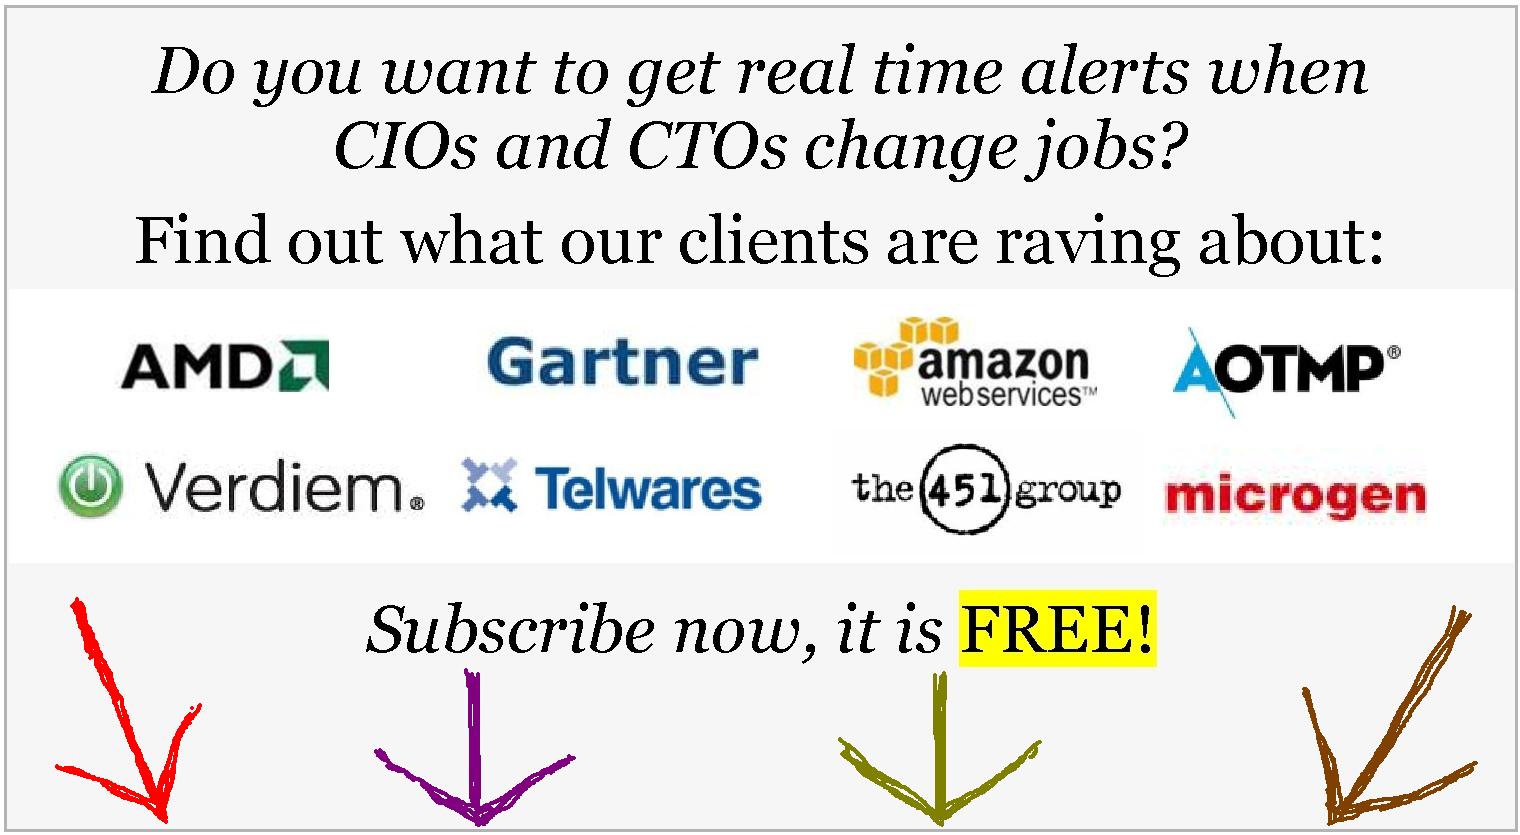 Do you want to get real time alerts when
CIOs and CTOs change jobs?
Find out what our clients are raving about:
AMD Gartner amazon webservices™ AOTMP®
Verdiem® Telwares the 451 group microgen
Subscribe now, it is FREE!